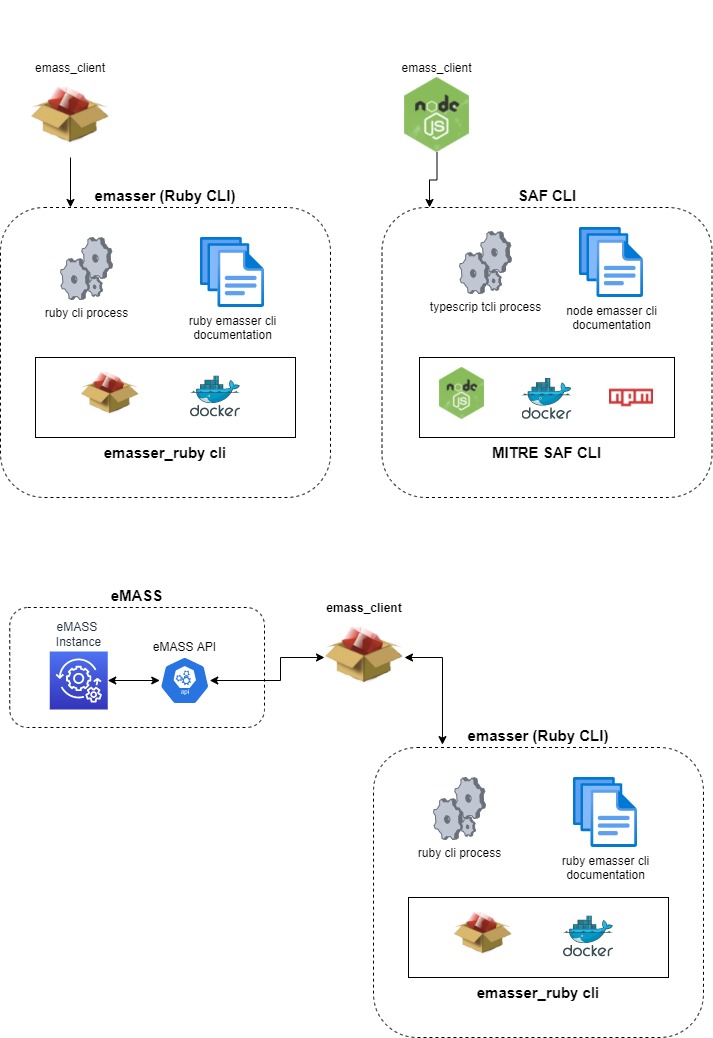 emass_client
emasser (Ruby CLI)
ruby cli process
ruby emasser cli
documentation
docker
emasser_ruby cli
emass_client
node
JS
SAF CLI
typescrip tcli process
node emasser cli
documentation
node
JS
docker
npm
MITRE SAF CLI
eMASS
eMASS
Instance
eMASS API
api
emass_client
emasser (Ruby CLI)
ruby cli process
ruby emasser cli
documentation
docker
emasser_ruby cli